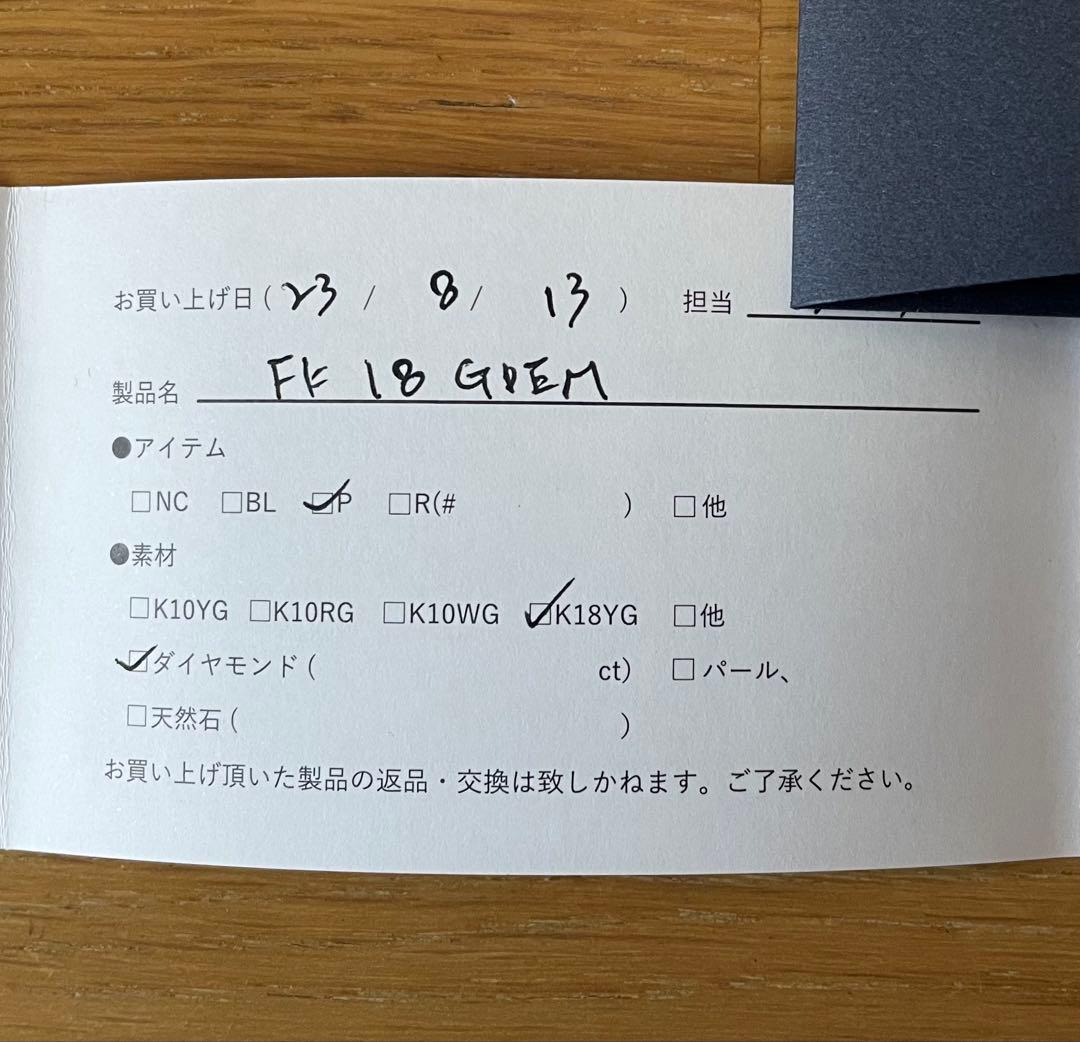 お買い上げ日 ( 23 / 8 / 13 ) 担当
製品名 FK 18 GDEM
●アイテム
□NC □BL ☑P □R(# ) □他
●素材
□K10YG □K10RG □K10WG ☑K18YG □他
☑ダイヤモンド ( ct) □パール、
□天然石 ( )
お買い上げ頂いた製品の返品・交換は致しかねます。ご了承ください。